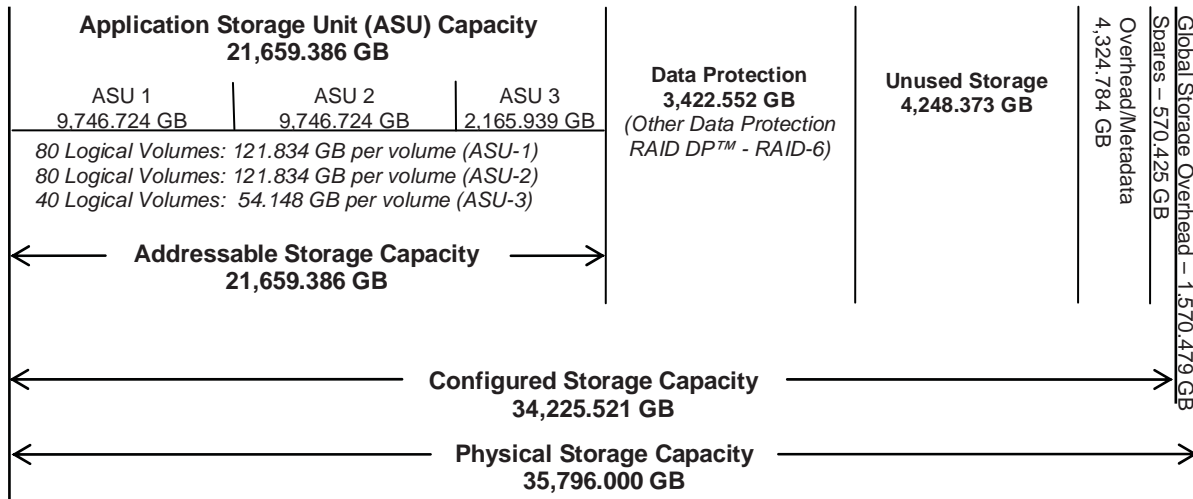 Application Storage Unit (ASU) Capacity
21,659.386 GB
ASU 1
9,746.724 GB
ASU 2
9,746.724 GB
ASU 3
2,165.939 GB
80 Logical Volumes: 121.834 GB per volume (ASU-1)
80 Logical Volumes: 121.834 GB per volume (ASU-2)
40 Logical Volumes: 54.148 GB per volume (ASU-3)
Addressable Storage Capacity
21,659.386 GB
Data Protection
3,422.552 GB
(Other Data Protection
RAID DP™ - RAID-6)
Unused Storage
4,248.373 GB
Overhead/Metadata
4,324.784 GB
Spares – 570.425 GB
Global Storage Overhead – 1,570.479 GB
Configured Storage Capacity
34,225.521 GB
Physical Storage Capacity
35,796.000 GB